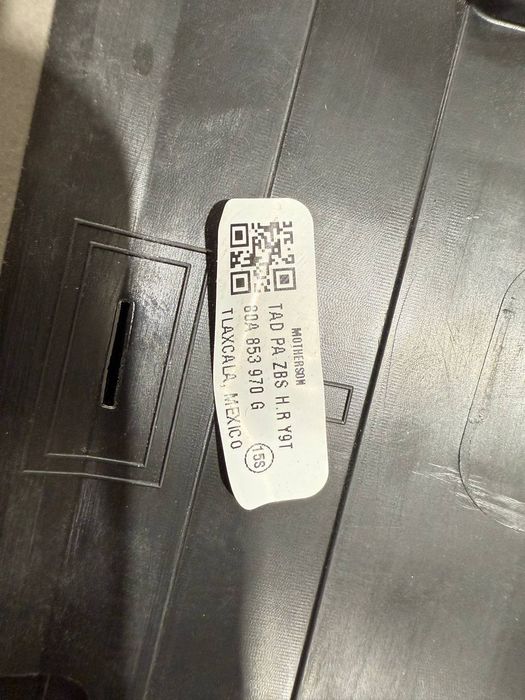 MOTHERSON
TAD PA ZBS H.R Y9T
80A 853 970 G
TLAXCALA, MEXICO
15S